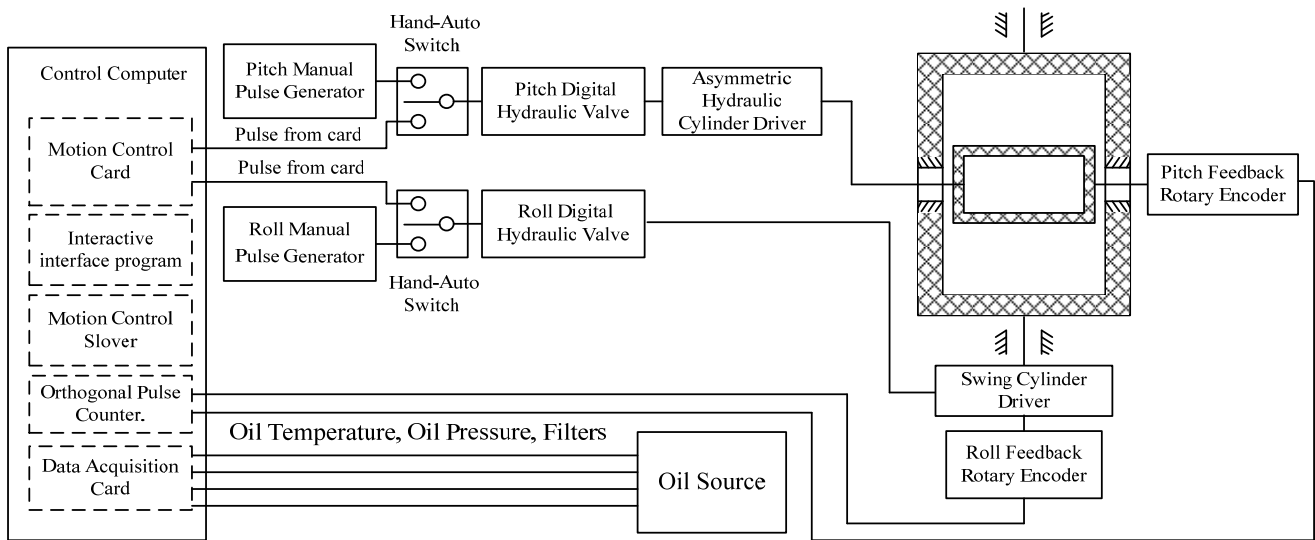 Control Computer
Motion Control
Card
Interactive
interface program
Motion Control
Slover
Orthogonal Pulse
Counter.
Data Acquisition
Card
Pitch Manual
Pulse Generator
Hand-Auto
Switch
Pitch Digital
Hydraulic Valve
Asymmetric
Hydraulic
Cylinder Driver
Pulse from card
Pulse from card
Roll Manual
Pulse Generator
Hand-Auto
Switch
Roll Digital
Hydraulic Valve
Pitch Feedback
Rotary Encoder
Swing Cylinder
Driver
Roll Feedback
Rotary Encoder
Oil Temperature, Oil Pressure, Filters
Oil Source